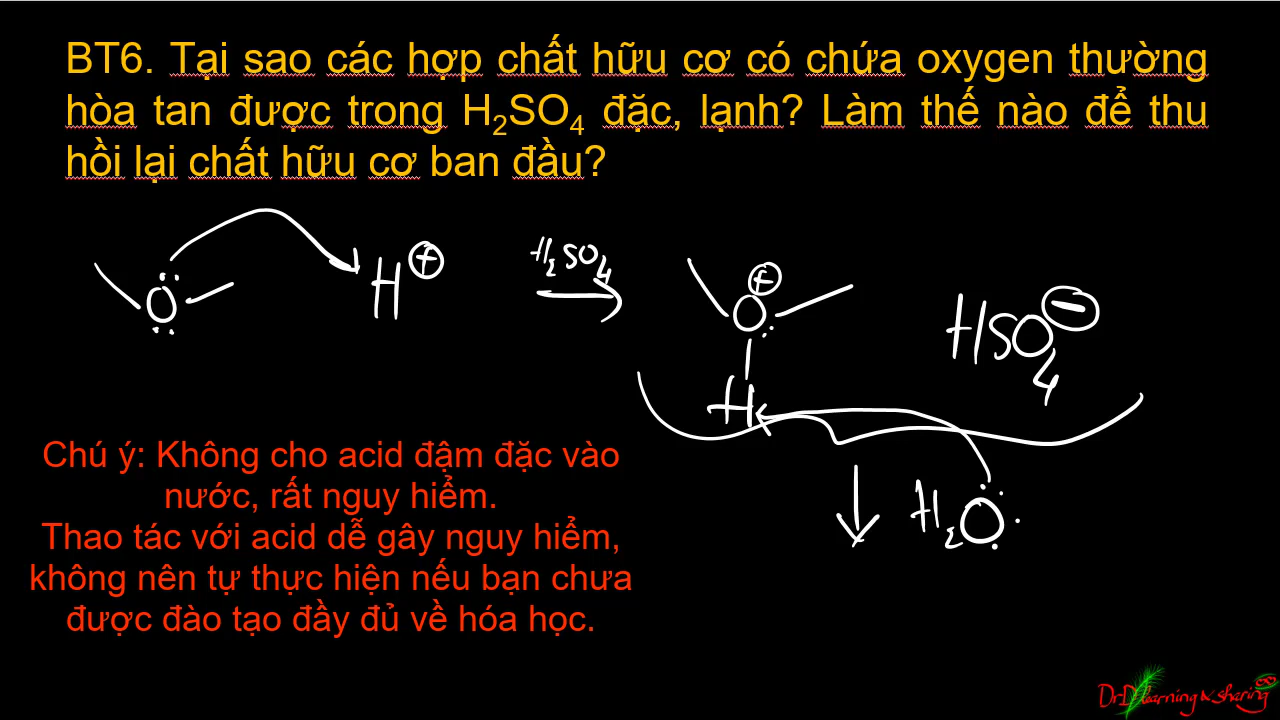 BT6. Tại sao các hợp chất hữu cơ có chứa oxygen thường
hòa tan được trong H₂SO₄ đặc, lạnh? Làm thế nào để thu
hồi lại chất hữu cơ ban đầu?
H₂SO₄
O H⊕ O⊕ HSO₄⊖
H
Chú ý: Không cho acid đậm đặc vào
nước, rất nguy hiểm.
H₂O
Thao tác với acid dễ gây nguy hiểm,
không nên tự thực hiện nếu bạn chưa
được đào tạo đầy đủ về hóa học.
Dr.D-learning & sharing